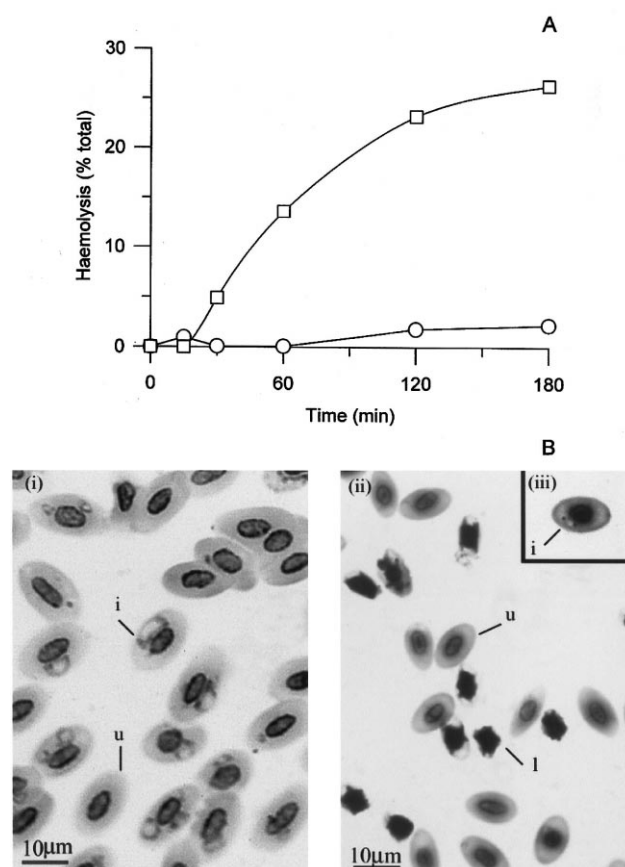 A
30
20
10
0
Haemolysis (% total)
0 60 120 180
Time (min)
B
(i)
i
u
10μm
(ii)
u
l
10μm
(iii)
i